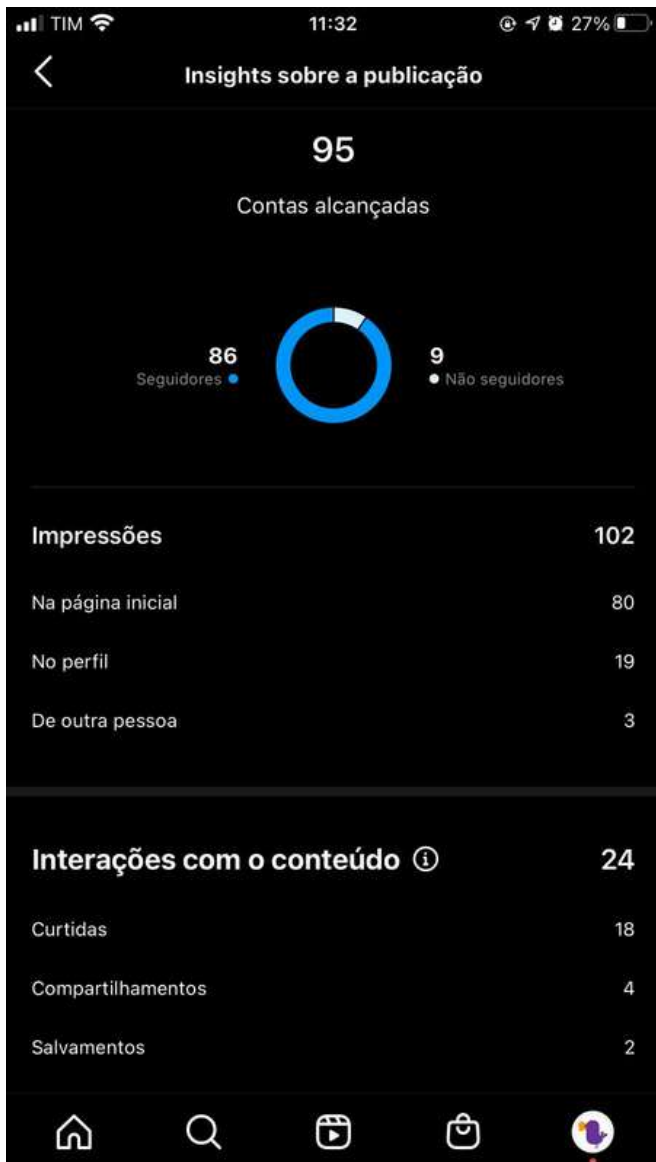 TIM 11:32 27%
Insights sobre a publicação
95
Contas alcançadas
86 9
Seguidores Não seguidores
Impressões 102
Na página inicial 80
No perfil 19
De outra pessoa 3
Interações com o conteúdo 24
Curtidas 18
Compartilhamentos 4
Salvamentos 2